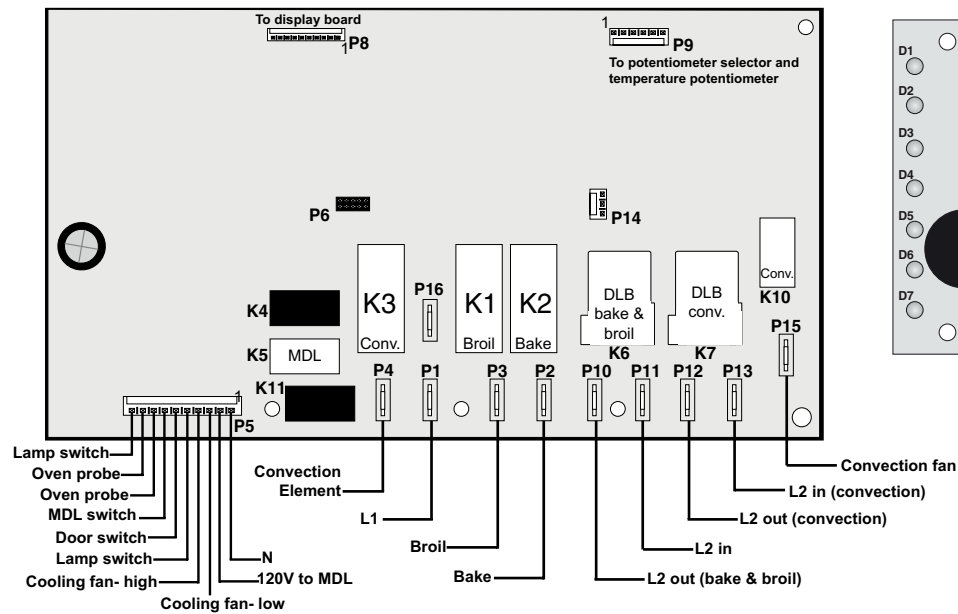 To display board
1
P8
1
P9
To potentiometer selector and
temperature potentiometer
D1
D2
D3
D4
D5
D6
D7
P6
P14
K4
K5
MDL
K11
K3
Conv.
P16
K1
Broil
K2
Bake
DLB
bake &
broil
K6
DLB
conv.
K7
Conv.
K10
P15
P4
P1
P3
P2
P10
P11
P12
P13
1
P5
Lamp switch
Oven probe
Oven probe
MDL switch
Door switch
Lamp switch
Cooling fan- high
Cooling fan- low
120V to MDL
N
Convection
Element
L1
Broil
Bake
L2 out (bake & broil)
L2 in
L2 out (convection)
L2 in (convection)
Convection fan